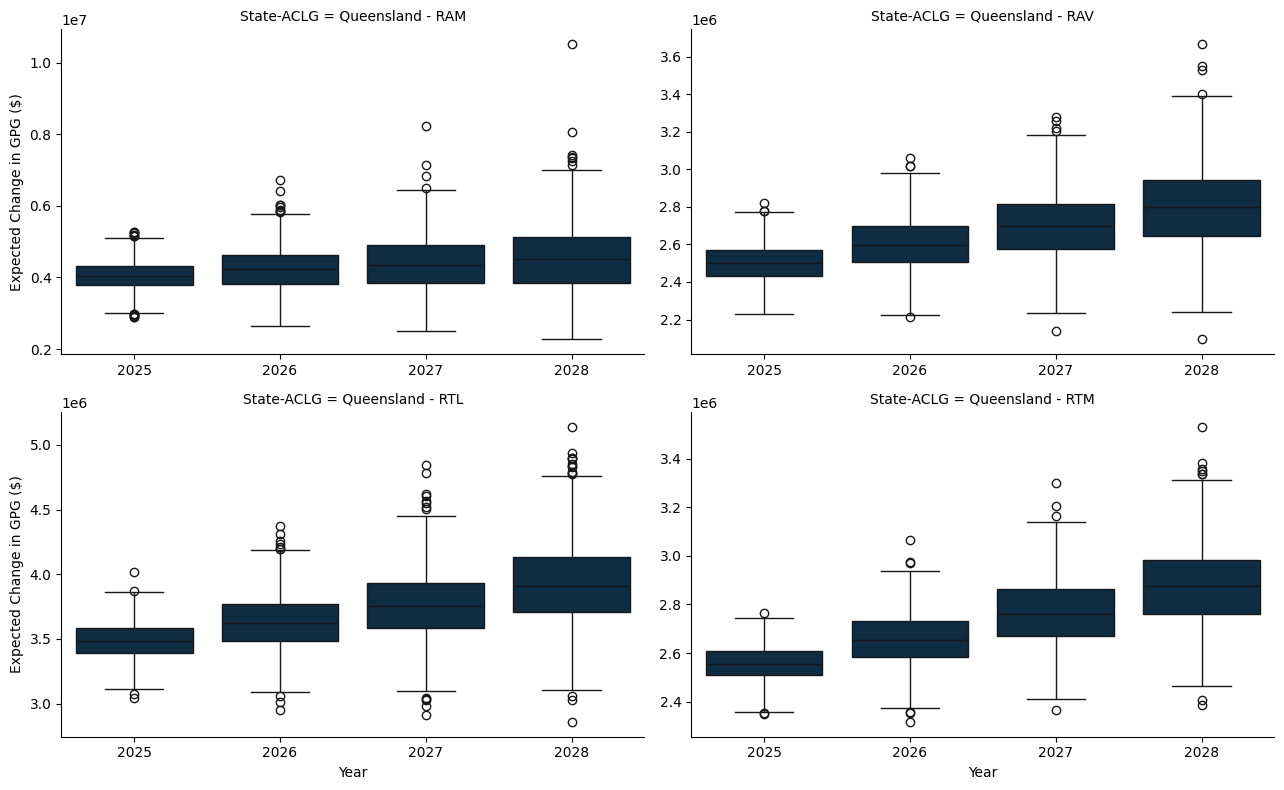 State-ACLG = Queensland - RAM
1e7
Expected Change in GPG ($)
1.0
0.8
0.6
0.4
0.2
2025 2026 2027 2028
State-ACLG = Queensland - RAV
1e6
3.6
3.4
3.2
3.0
2.8
2.6
2.4
2.2
2025 2026 2027 2028
State-ACLG = Queensland - RTL
1e6
Expected Change in GPG ($)
5.0
4.5
4.0
3.5
3.0
2025 2026 2027 2028
Year
State-ACLG = Queensland - RTM
1e6
3.4
3.2
3.0
2.8
2.6
2.4
2025 2026 2027 2028
Year